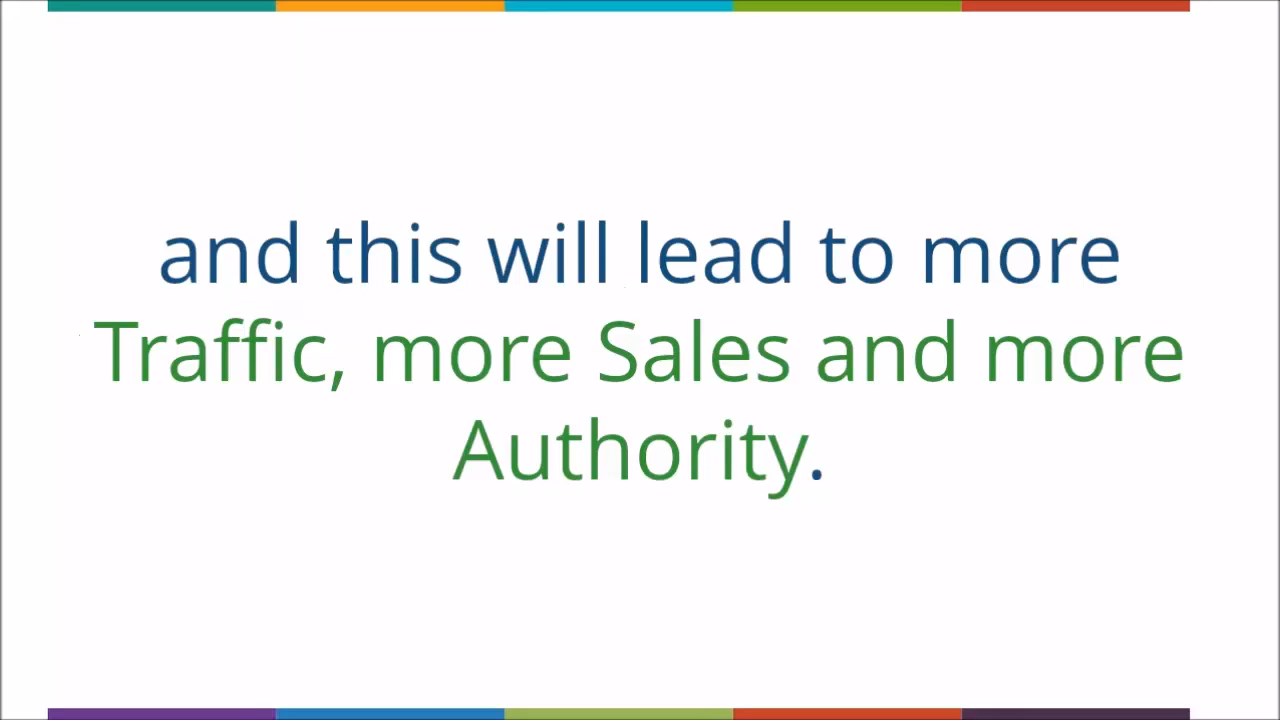 and this will lead to more
Traffic, more Sales and more
Authority.